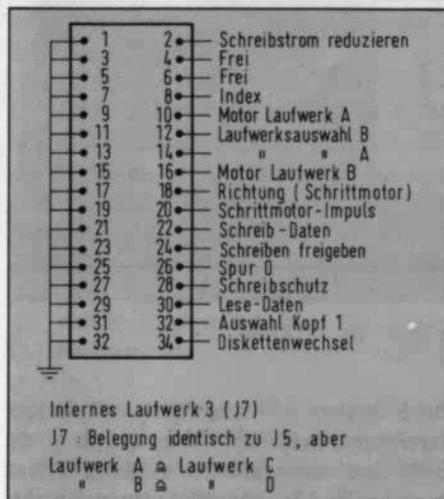 1 2 Schreibstrom reduzieren
3 4 Frei
5 6 Frei
7 8 Index
9 10 Motor Laufwerk A
11 12 Laufwerksauswahl B
13 14 " " A
15 16 Motor Laufwerk B
17 18 Richtung ( Schrittmotor)
19 20 Schrittmotor-Impuls
21 22 Schreib-Daten
23 24 Schreiben freigeben
25 26 Spur 0
27 28 Schreibschutz
29 30 Lese-Daten
31 32 Auswahl Kopf 1
32 34 Diskettenwechsel
Internes Laufwerk 3 (J7)
J7 : Belegung identisch zu J5, aber
Laufwerk A ≙ Laufwerk C
" B ≙ " D